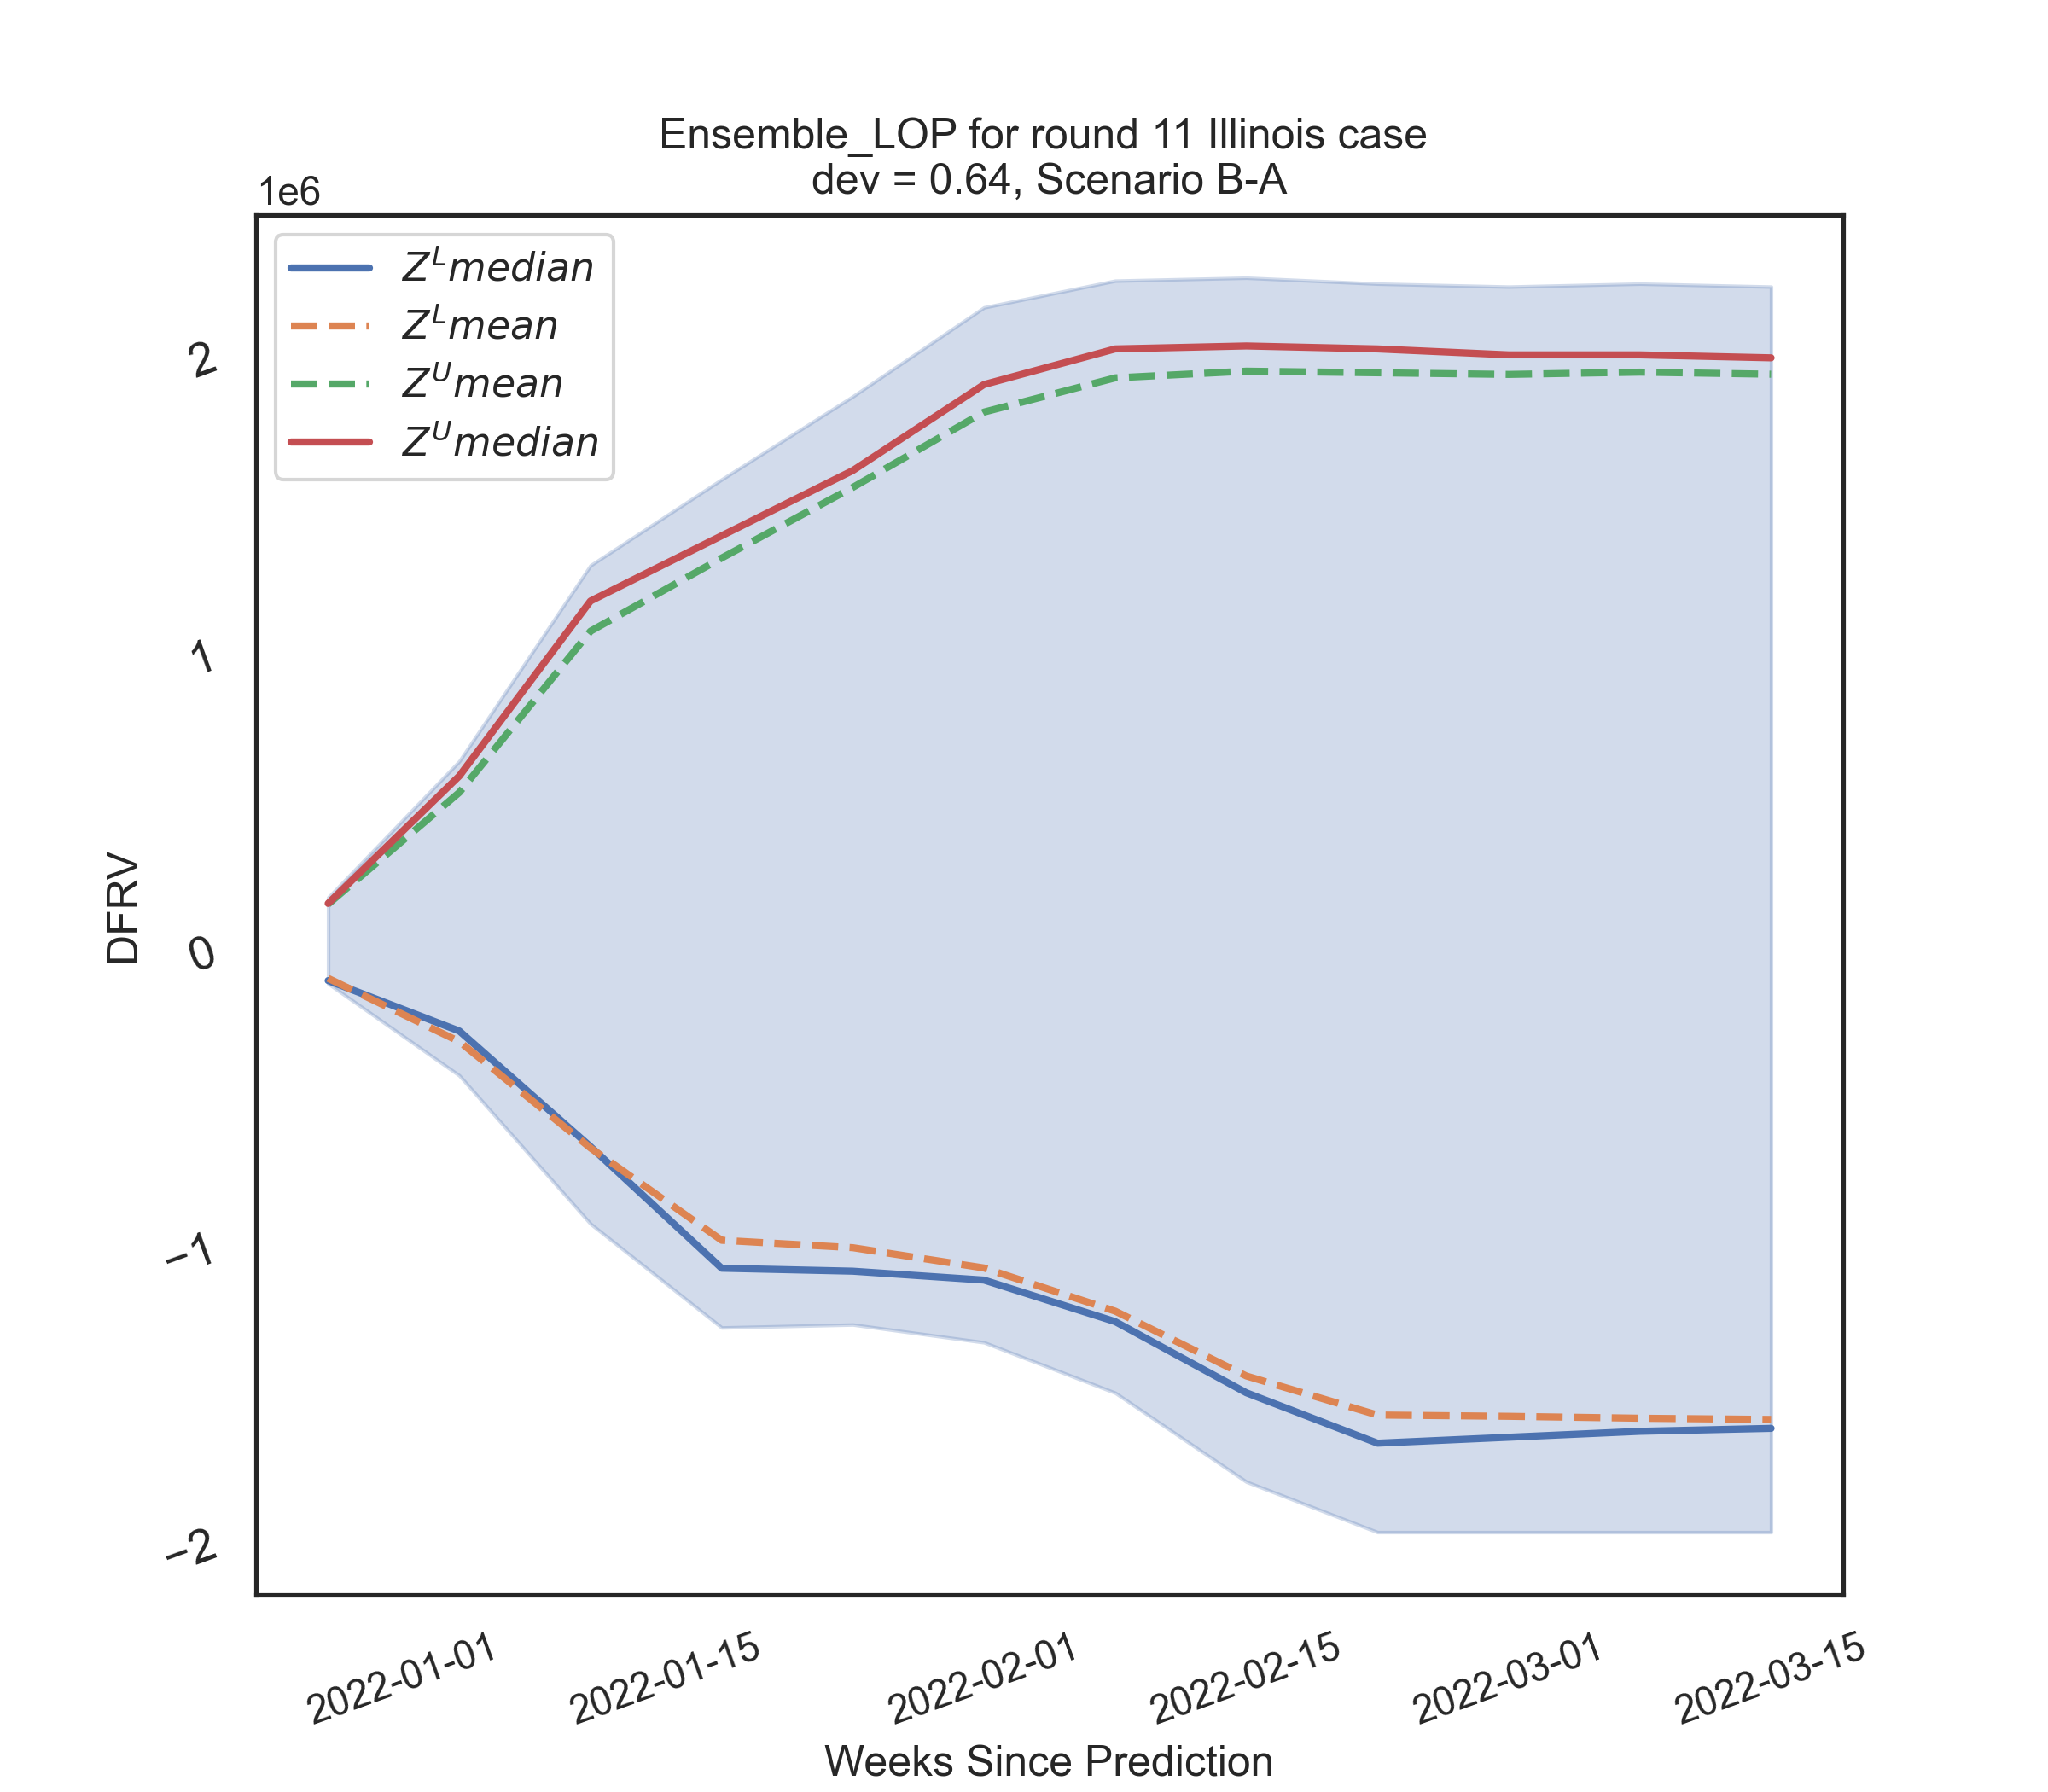 Ensemble_LOP for round 11 Illinois case
dev = 0.64, Scenario B-A
1e6
Z^L median
Z^L mean
Z^U mean
Z^U median
2
1
0
−1
−2
DFRV
2022-01-01
2022-01-15
2022-02-01
2022-02-15
2022-03-01
2022-03-15
Weeks Since Prediction